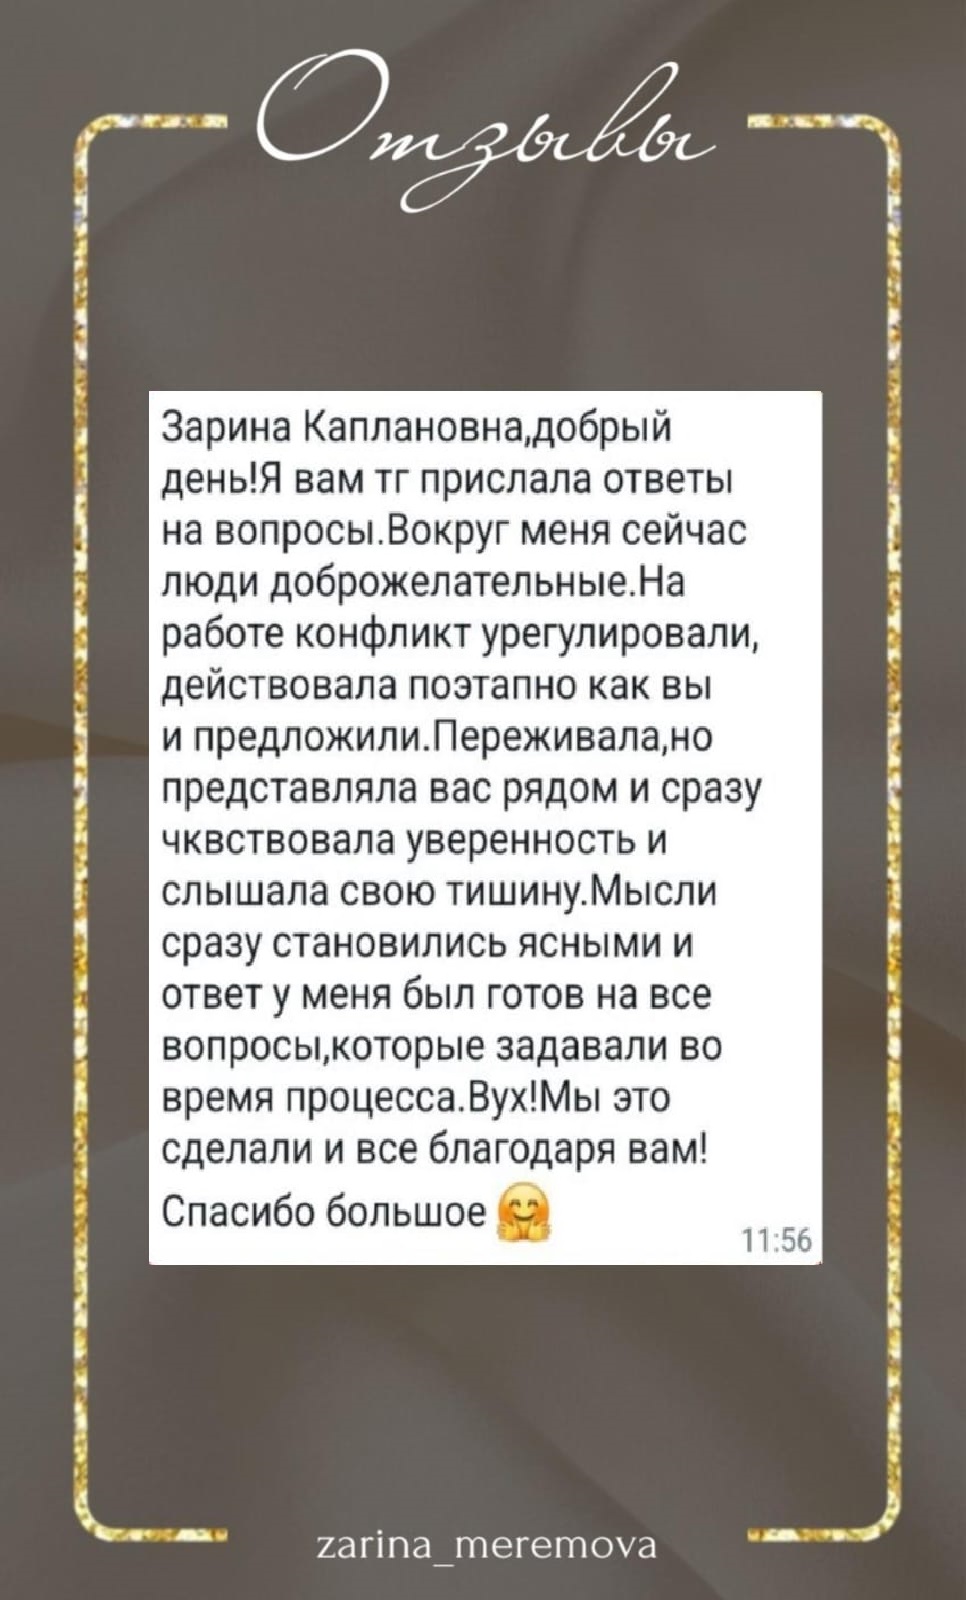 Отзывы
Зарина Каплановна,добрый
день!Я вам тг прислала ответы
на вопросы.Вокруг меня сейчас
люди доброжелательные.На
работе конфликт урегулировали,
действовала поэтапно как вы
и предложили.Переживала,но
представляла вас рядом и сразу
чквствовала уверенность и
слышала свою тишину.Мысли
сразу становились ясными и
ответ у меня был готов на все
вопросы,которые задавали во
время процесса.Вух!Мы это
сделали и все благодаря вам!
Спасибо большое 🤗
11:56
zarina_meremova